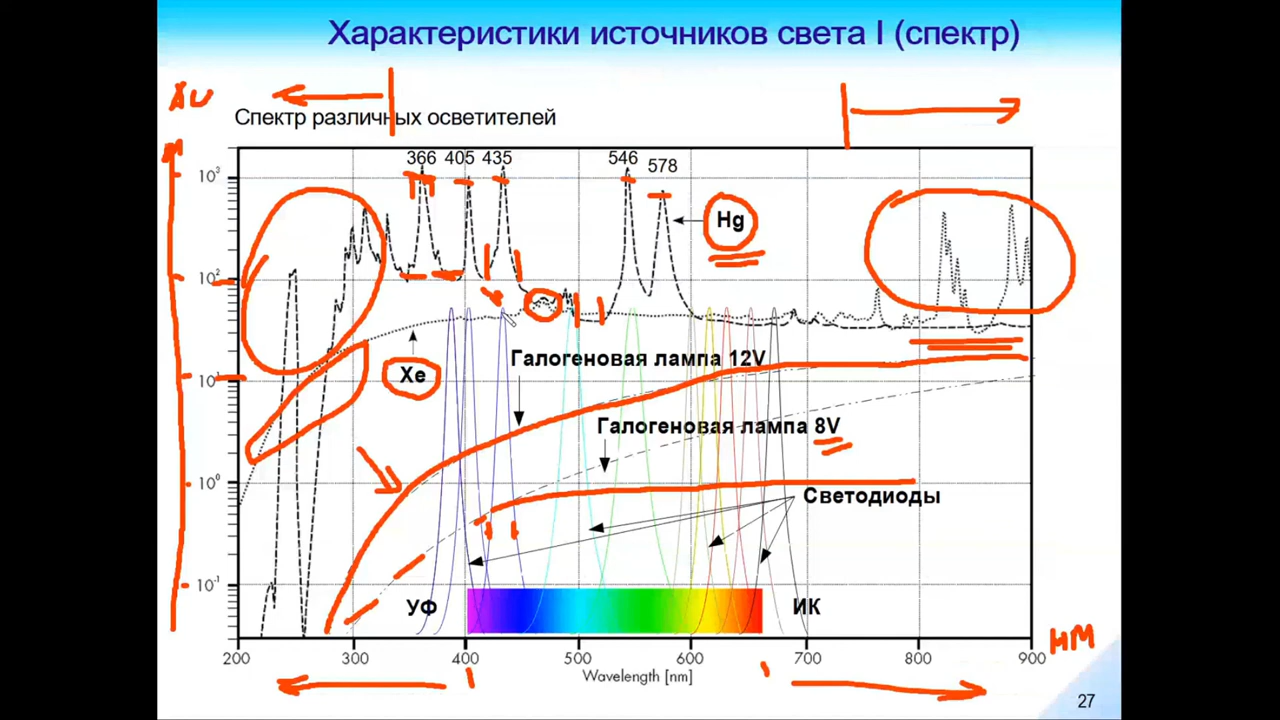 Характеристики источников света I (спектр)
Спектр различных осветителей
366 405 435 546 578
10³
Hg
10²
Галогеновая лампа 12V
Xe
10¹
Галогеновая лампа 8V
10⁰
Светодиоды
10⁻¹
УФ ИК
НМ
200 300 400 500 600 700 800 900
Wavelength [nm]
27